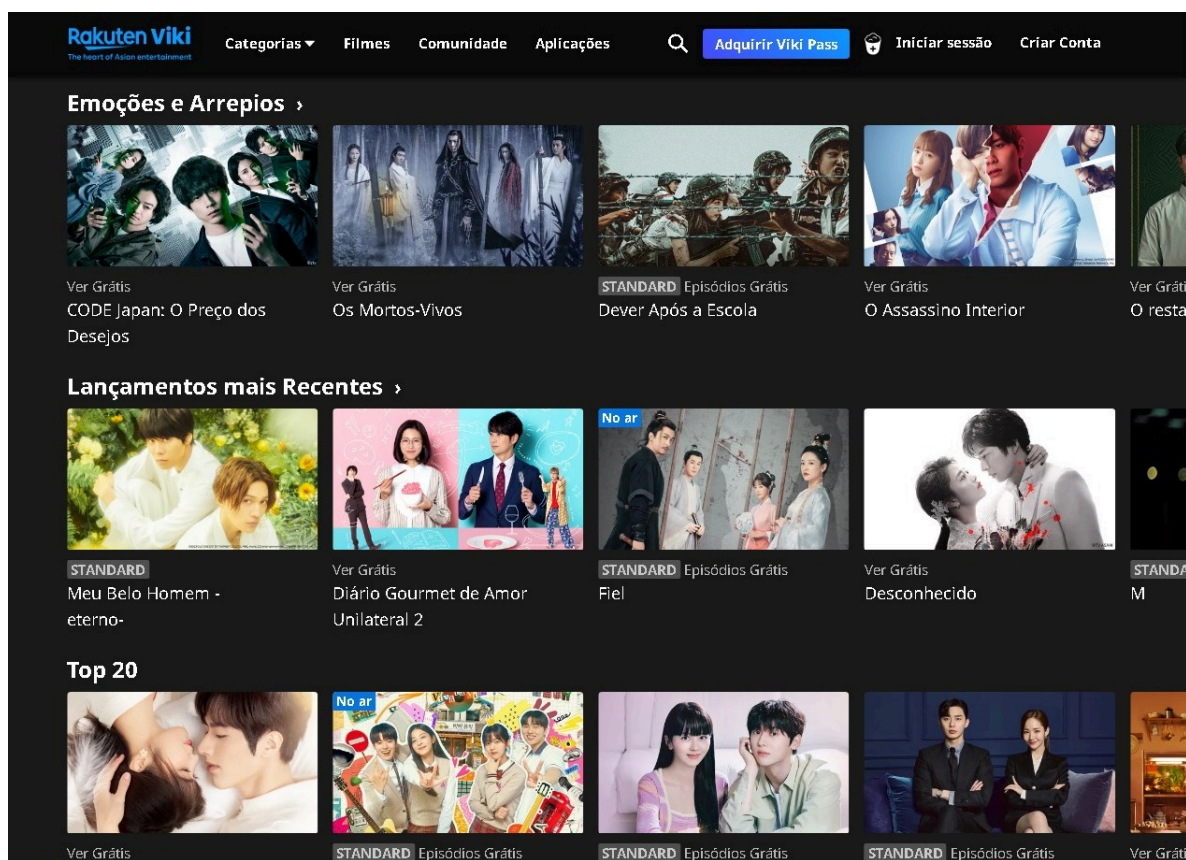 Rakuten Viki
The heart of Asian entertainment
Categorias Filmes Comunidade Aplicações Adquirir Viki Pass Iniciar sessão Criar Conta
Emoções e Arrepios ›
Ver Grátis
CODE Japan: O Preço dos
Desejos
Ver Grátis
Os Mortos-Vivos
STANDARD Episódios Grátis
Dever Após a Escola
Ver Grátis
O Assassino Interior
Ver Gráti
O resta
Lançamentos mais Recentes ›
STANDARD
Meu Belo Homem -
eterno-
Ver Grátis
Diário Gourmet de Amor
Unilateral 2
No ar
STANDARD Episódios Grátis
Fiel
Ver Grátis
Desconhecido
STANDA
M
Top 20
Ver Grátis
No ar
STANDARD Episódios Grátis
STANDARD Episódios Grátis
STANDARD Episódios Grátis
Ver Gráti